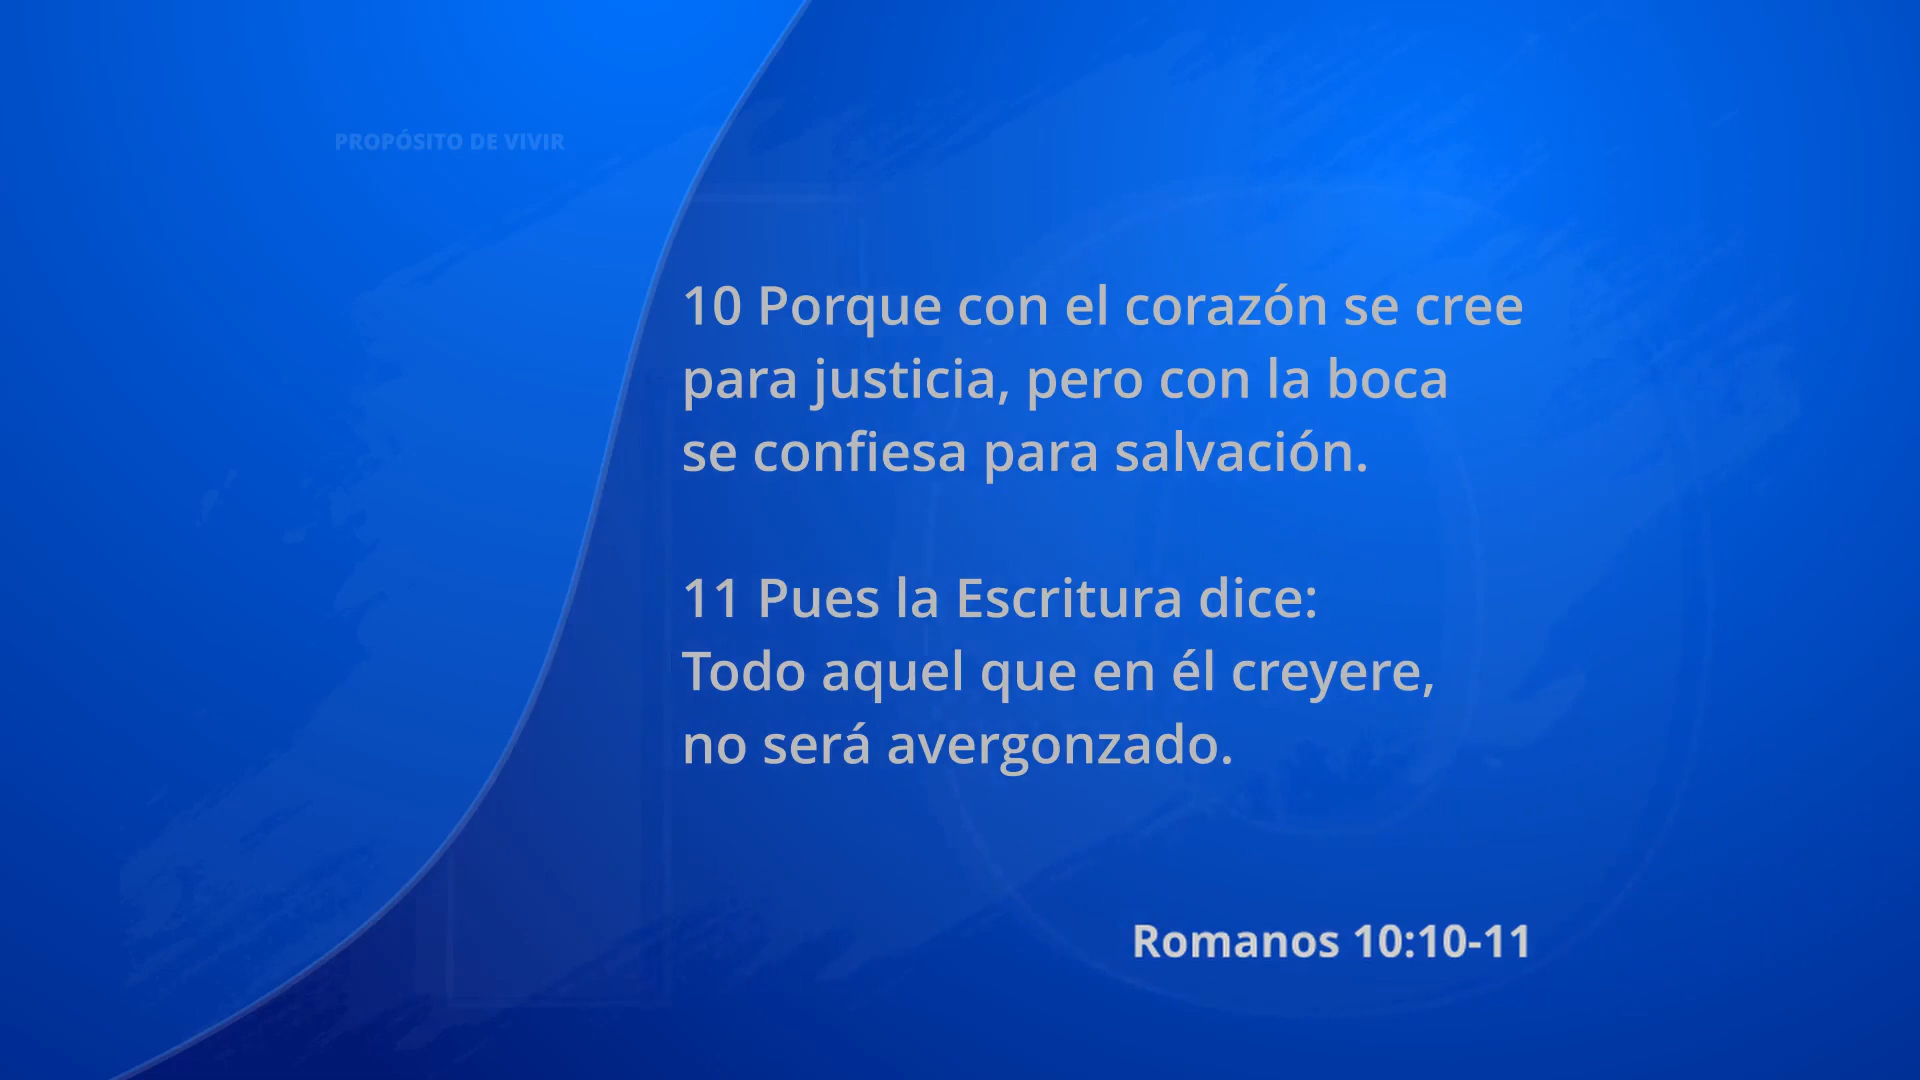 PROPÓSITO DE VIVIR
10 Porque con el corazón se cree
para justicia, pero con la boca
se confiesa para salvación.
11 Pues la Escritura dice:
Todo aquel que en él creyere,
no será avergonzado.
Romanos 10:10-11